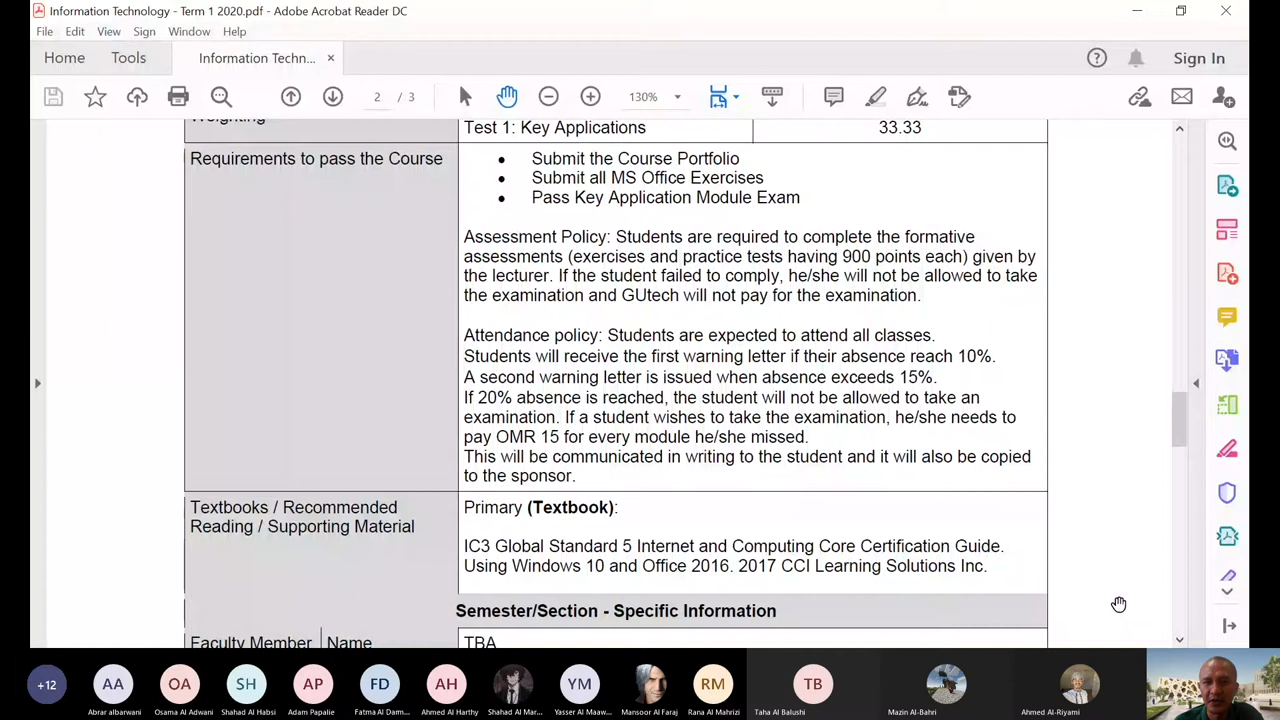 Information Technology - Term 1 2020.pdf - Adobe Acrobat Reader DC
File Edit View Sign Window Help
Home Tools Information Techn... × Sign In
2 / 3 130%
Weighting
Test 1: Key Applications 33.33
Requirements to pass the Course
• Submit the Course Portfolio
• Submit all MS Office Exercises
• Pass Key Application Module Exam
Assessment Policy: Students are required to complete the formative
assessments (exercises and practice tests having 900 points each) given by
the lecturer. If the student failed to comply, he/she will not be allowed to take
the examination and GUtech will not pay for the examination.
Attendance policy: Students are expected to attend all classes.
Students will receive the first warning letter if their absence reach 10%.
A second warning letter is issued when absence exceeds 15%.
If 20% absence is reached, the student will not be allowed to take an
examination. If a student wishes to take the examination, he/she needs to
pay OMR 15 for every module he/she missed.
This will be communicated in writing to the student and it will also be copied
to the sponsor.
Textbooks / Recommended
Reading / Supporting Material
Primary (Textbook):
IC3 Global Standard 5 Internet and Computing Core Certification Guide.
Using Windows 10 and Office 2016. 2017 CCI Learning Solutions Inc.
Semester/Section - Specific Information
Faculty Member Name TBA
+12 AA OA SH AP FD AH YM RM TB
Abrar albarwani Osama Al Adwani Shahad Al Habsi Adam Papalie Fatma Al Darm... Ahmed Al Harthy Shahad Al Mar... Yasser Al Maaw... Mansoor Al Faraj Rana Al Mahrizi Taha Al Balushi Mazin Al-Bahri Ahmed Al-Riyami